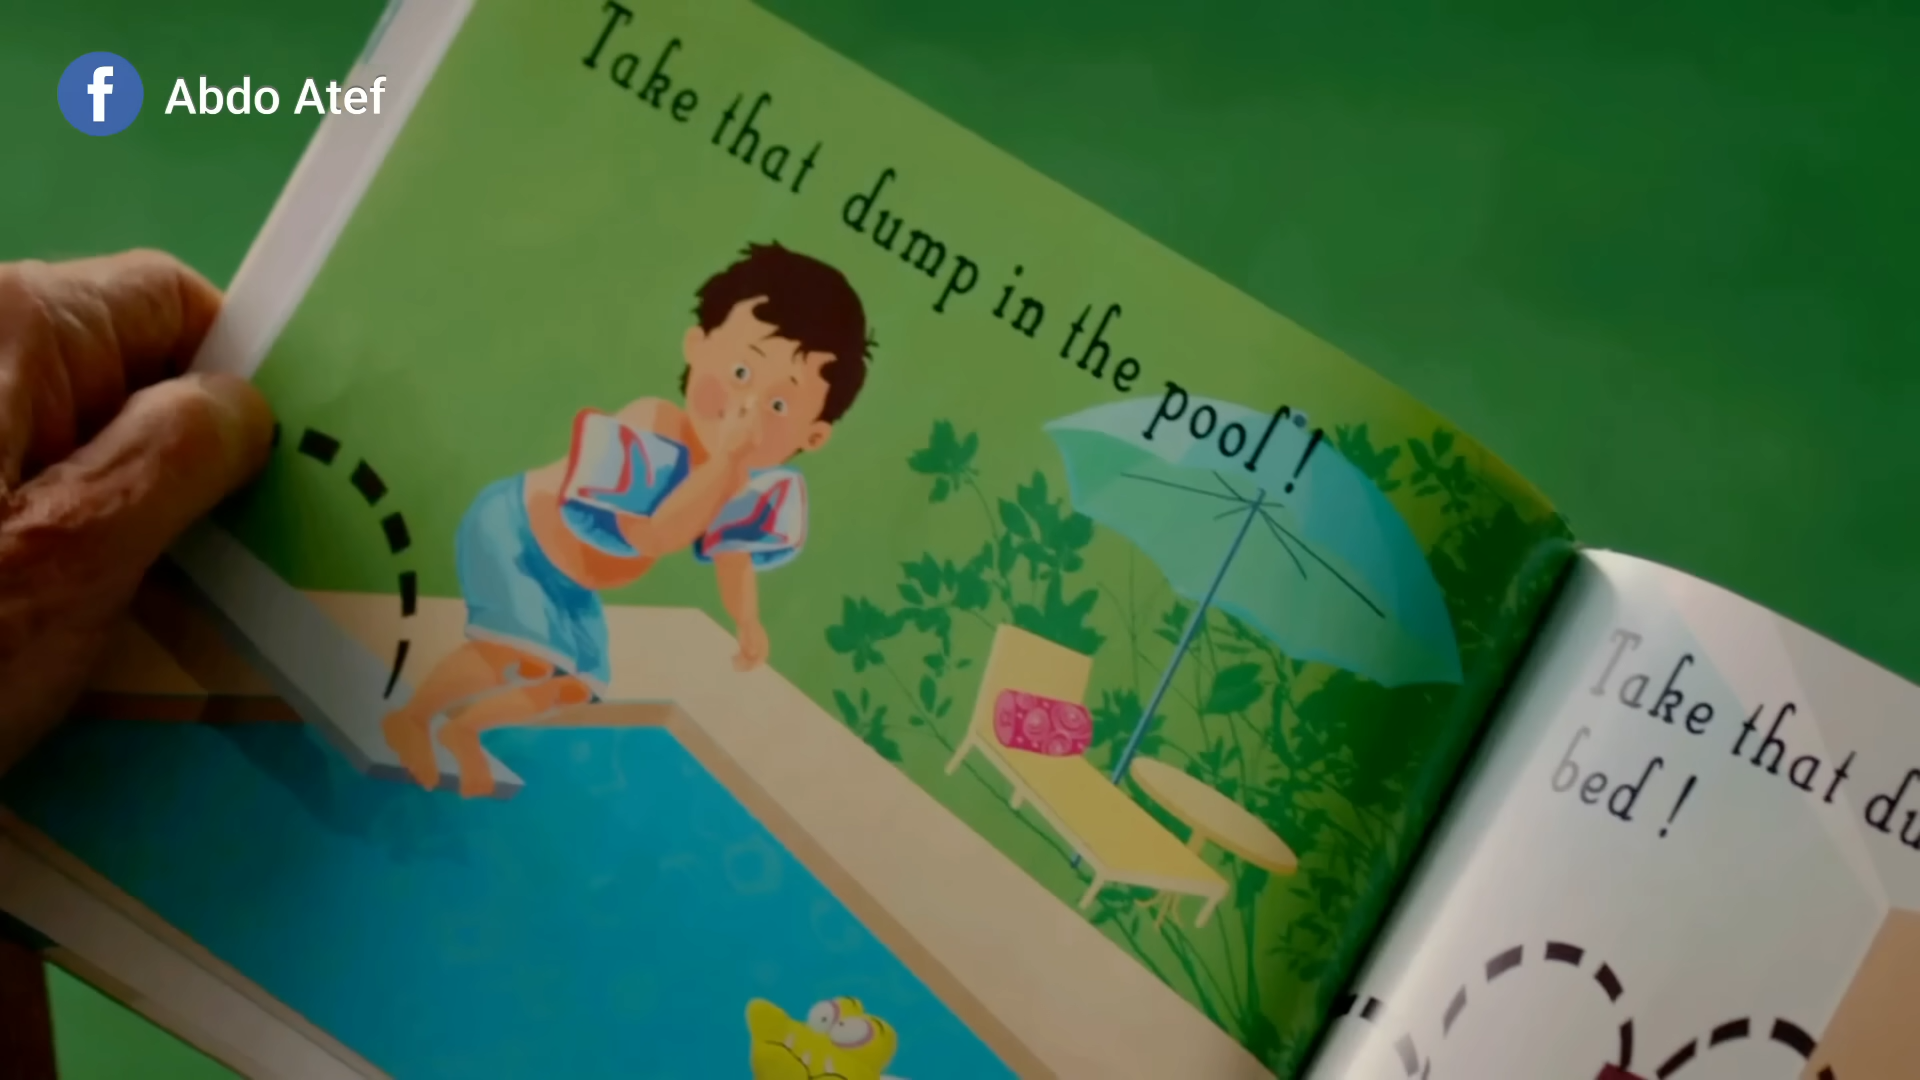 f Abdo Atef
Take that dump in the pool!
Take that
bed!